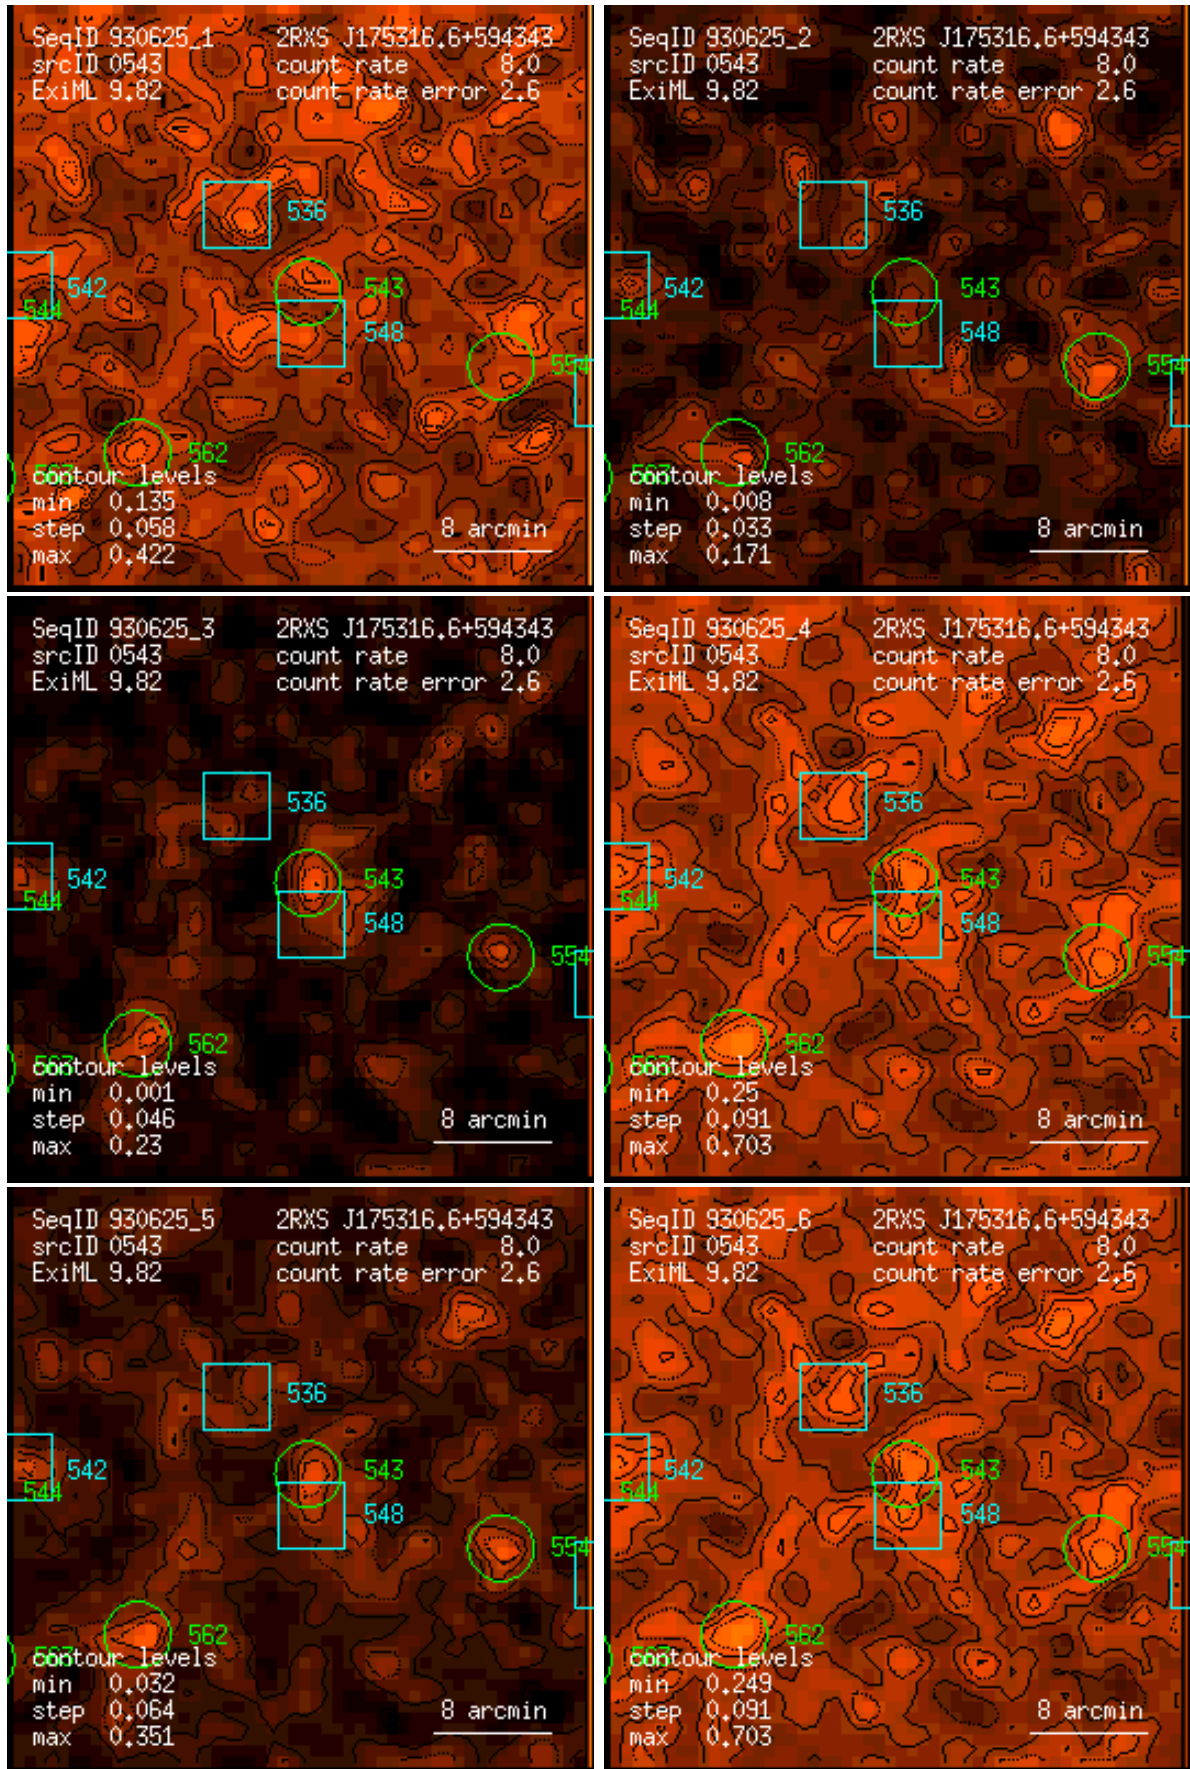 SeqID 930625_1 2RXS J175316.6+594343
srcID 0543 count rate 8.0
ExiML 9.82 count rate error 2.6
536
542
544
543
548
554
562
contour levels
min 0.135
step 0.058
max 0.422
8 arcmin
SeqID 930625_2 2RXS J175316.6+594343
srcID 0543 count rate 8.0
ExiML 9.82 count rate error 2.6
536
542
544
543
548
554
562
contour levels
min 0.008
step 0.033
max 0.171
8 arcmin
SeqID 930625_3 2RXS J175316.6+594343
srcID 0543 count rate 8.0
ExiML 9.82 count rate error 2.6
536
542
544
543
548
554
562
contour levels
min 0.001
step 0.046
max 0.23
8 arcmin
SeqID 930625_4 2RXS J175316.6+594343
srcID 0543 count rate 8.0
ExiML 9.82 count rate error 2.6
536
542
544
543
548
554
562
contour levels
min 0.25
step 0.091
max 0.703
8 arcmin
SeqID 930625_5 2RXS J175316.6+594343
srcID 0543 count rate 8.0
ExiML 9.82 count rate error 2.6
536
542
544
543
548
554
562
contour levels
min 0.032
step 0.064
max 0.351
8 arcmin
SeqID 930625_6 2RXS J175316.6+594343
srcID 0543 count rate 8.0
ExiML 9.82 count rate error 2.6
536
542
544
543
548
554
562
contour levels
min 0.249
step 0.091
max 0.703
8 arcmin